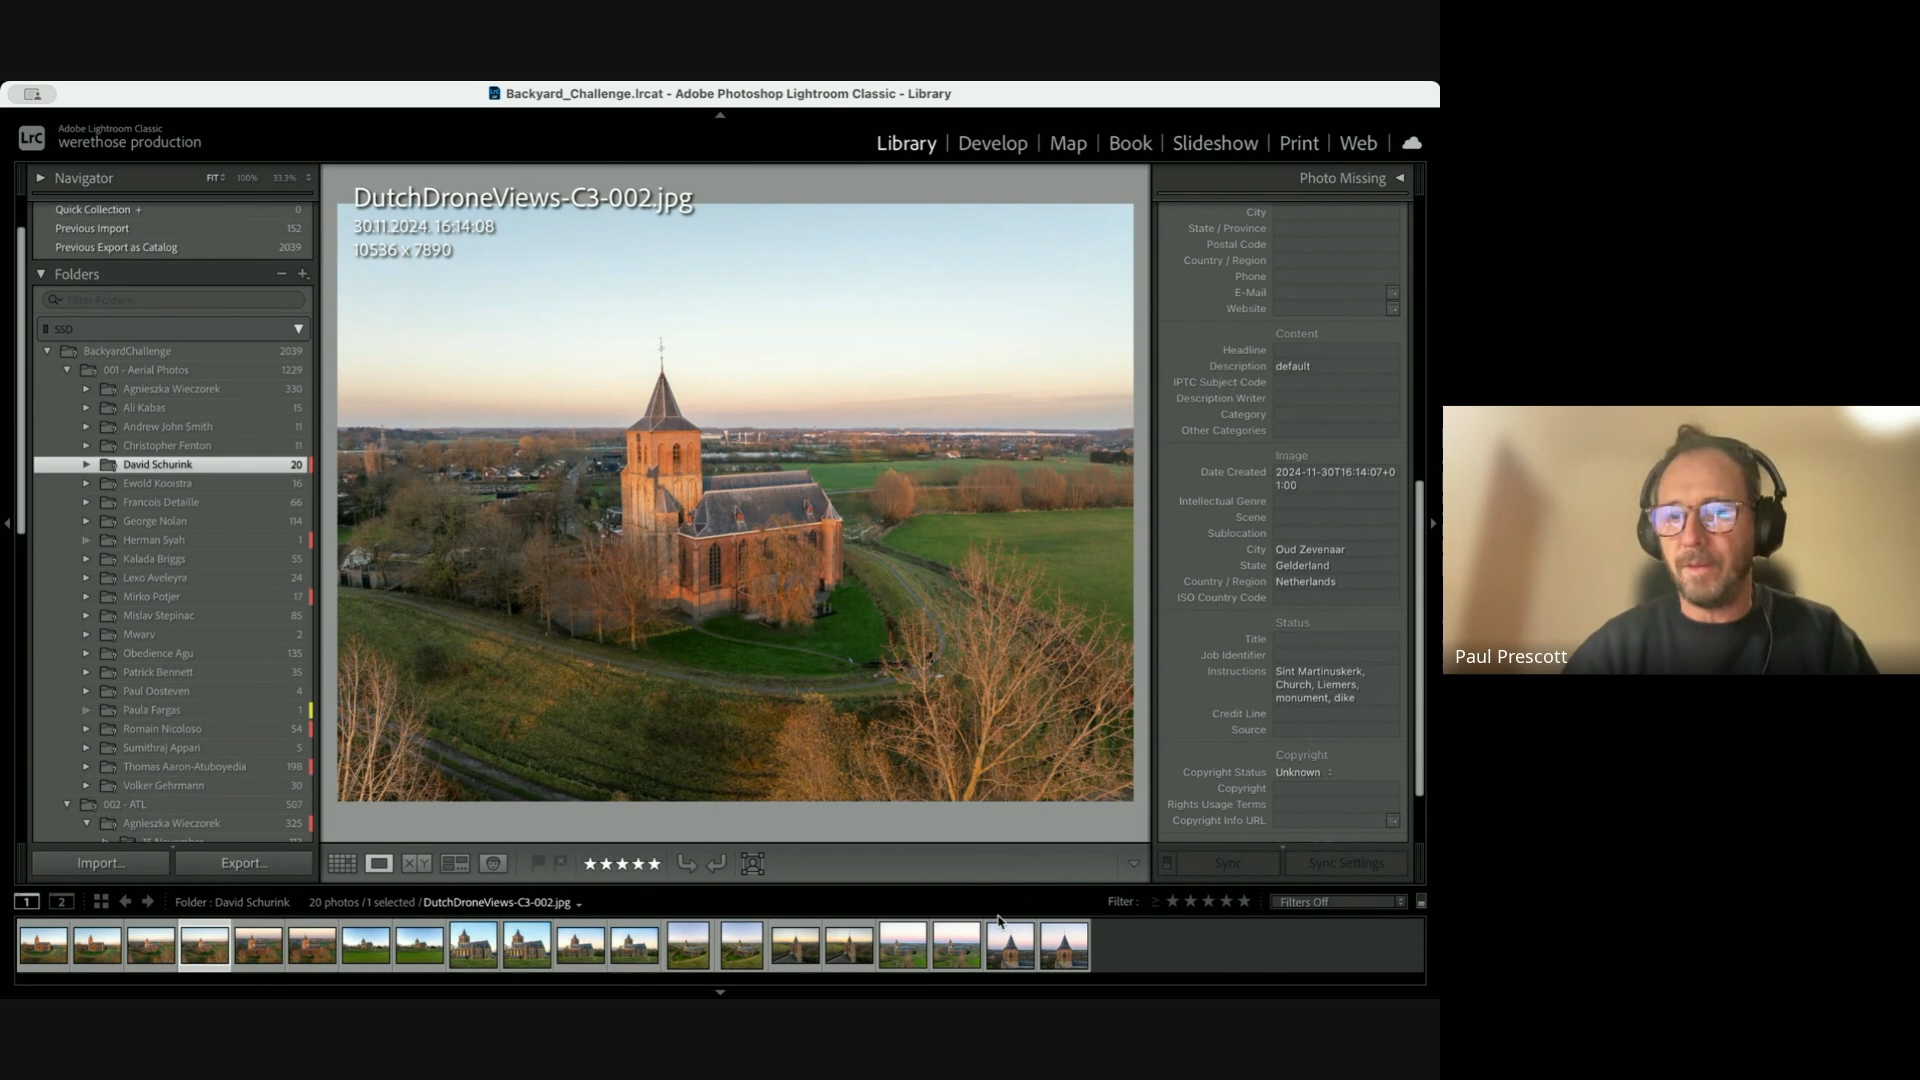 Backyard_Challenge.lrcat - Adobe Photoshop Lightroom Classic - Library
LrC
Adobe Lightroom Classic
werethose production
Library | Develop | Map | Book | Slideshow | Print | Web |
Navigator FIT 100% 33.3%
Quick Collection + 0
Previous Import 152
Previous Export as Catalog 2039
Folders
Filter Folders
SSD
BackyardChallenge 2039
001 - Aerial Photos 1229
Agnieszka Wieczorek 330
Ali Kabas 15
Andrew John Smith 11
Christopher Fenton 11
David Schurink 20
Ewold Kooistra 16
Francois Detaille 66
George Nolan 114
Herman Syah 1
Kalada Briggs 55
Lexo Aveleyra 24
Mirko Potjer 17
Mislav Stepinac 85
Mwarv 2
Obedience Agu 135
Patrick Bennett 35
Paul Oosteven 4
Paula Fargas 1
Romain Nicoloso 54
Sumithraj Appari 5
Thomas Aaron-Atuboyedia 198
Volker Gehrmann 30
002 - ATL 507
Agnieszka Wieczorek 325
Import... Export...
DutchDroneViews-C3-002.jpg
30.11.2024. 16:14:08
10536 x 7890
XY
Photo Missing
City
State / Province
Postal Code
Country / Region
Phone
E-Mail
Website
Content
Headline
Description default
IPTC Subject Code
Description Writer
Category
Other Categories
Image
Date Created 2024-11-30T16:14:07+0
1:00
Intellectual Genre
Scene
Sublocation
City Oud Zevenaar
State Gelderland
Country / Region Netherlands
ISO Country Code
Status
Title
Job Identifier
Instructions Sint Martinuskerk,
Church, Liemers,
monument, dike
Credit Line
Source
Copyright
Copyright Status Unknown
Copyright
Rights Usage Terms
Copyright Info URL
Sync Sync Settings
1 2 Folder : David Schurink 20 photos / 1 selected / DutchDroneViews-C3-002.jpg Filter : Filters Off
Paul Prescott